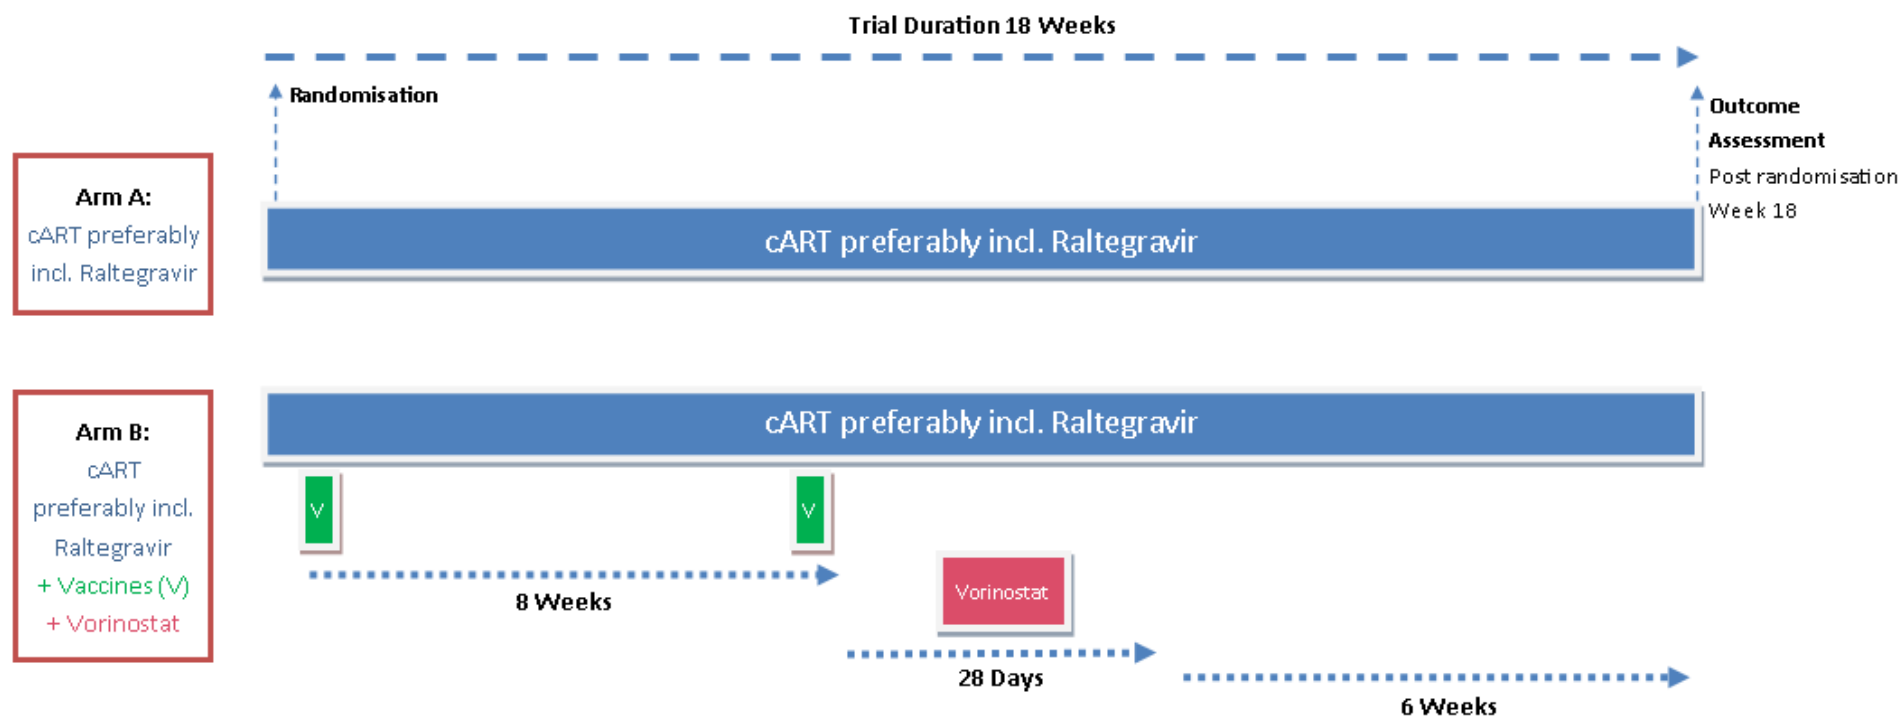 Trial Duration 18 Weeks
Randomisation
Outcome
Assessment
Post randomisation
Week 18
Arm A:
cART preferably
incl. Raltegravir
cART preferably incl. Raltegravir
Arm B:
cART
preferably incl.
Raltegravir
+ Vaccines (V)
+ Vorinostat
cART preferably incl. Raltegravir
V
V
8 Weeks
Vorinostat
28 Days
6 Weeks